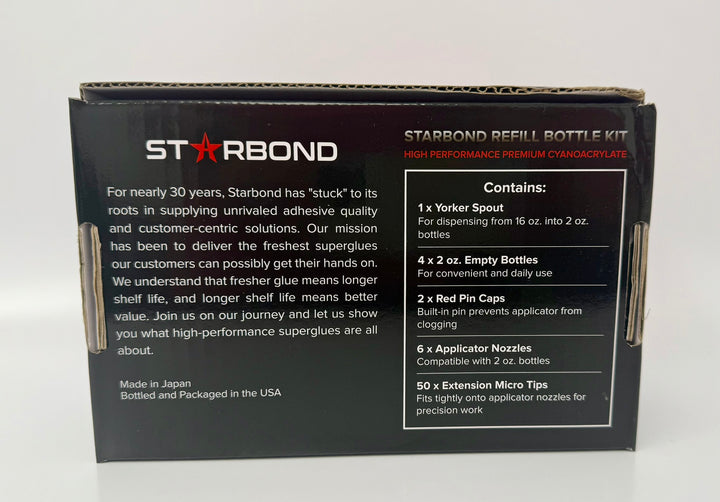 STARBOND
For nearly 30 years, Starbond has "stuck" to its
roots in supplying unrivaled adhesive quality
and customer-centric solutions. Our mission
has been to deliver the freshest superglues
our customers can possibly get their hands on.
We understand that fresher glue means longer
shelf life, and longer shelf life means better
value. Join us on our journey and let us show
you what high-performance superglues are all
about.
Made in Japan
Bottled and Packaged in the USA
STARBOND REFILL BOTTLE KIT
HIGH PERFORMANCE PREMIUM CYANOACRYLATE
Contains:
1 x Yorker Spout
For dispensing from 16 oz. into 2 oz.
bottles
4 x 2 oz. Empty Bottles
For convenient and daily use
2 x Red Pin Caps
Built-in pin prevents applicator from
clogging
6 x Applicator Nozzles
Compatible with 2 oz. bottles
50 x Extension Micro Tips
Fits tightly onto applicator nozzles for
precision work